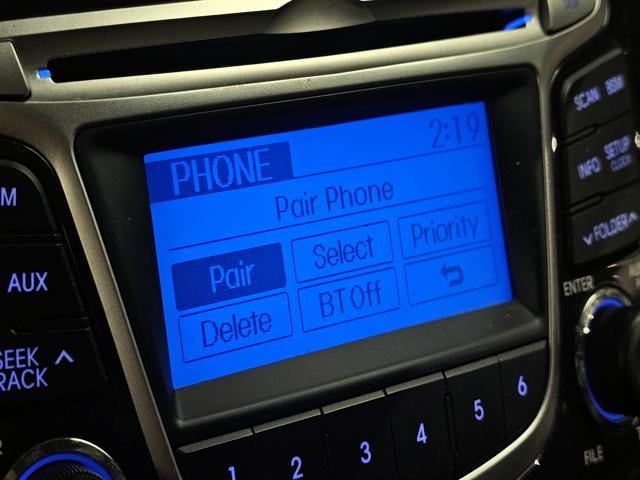 2:19
PHONE
Pair Phone
Pair Select Priority
Delete BT Off
AUX
SEEK
TRACK
SCAN
INFO SETUP
CLOCK
FOLDER
ENTER
FILE
1 2 3 4 5 6